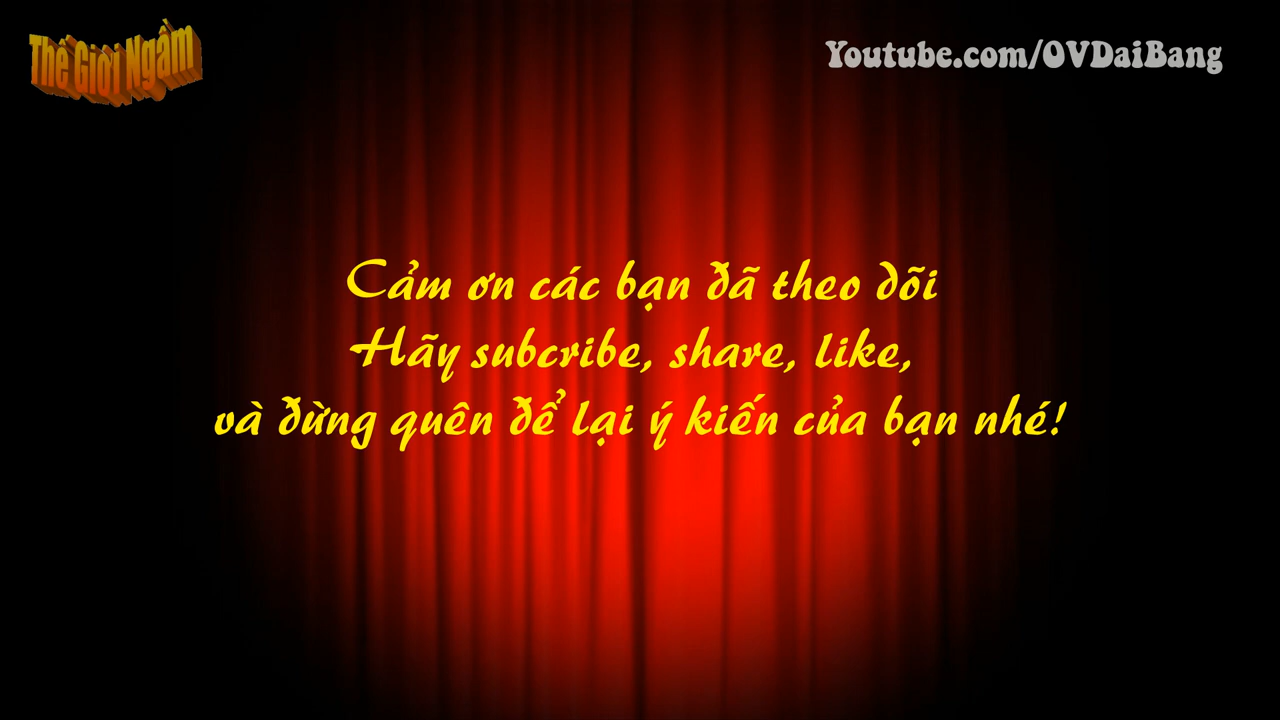 Thế Giới Ngầm
Youtube.com/OVDaiBang
Cảm ơn các bạn đã theo dõi
Hãy subcribe, share, like,
và đừng quên để lại ý kiến của bạn nhé!